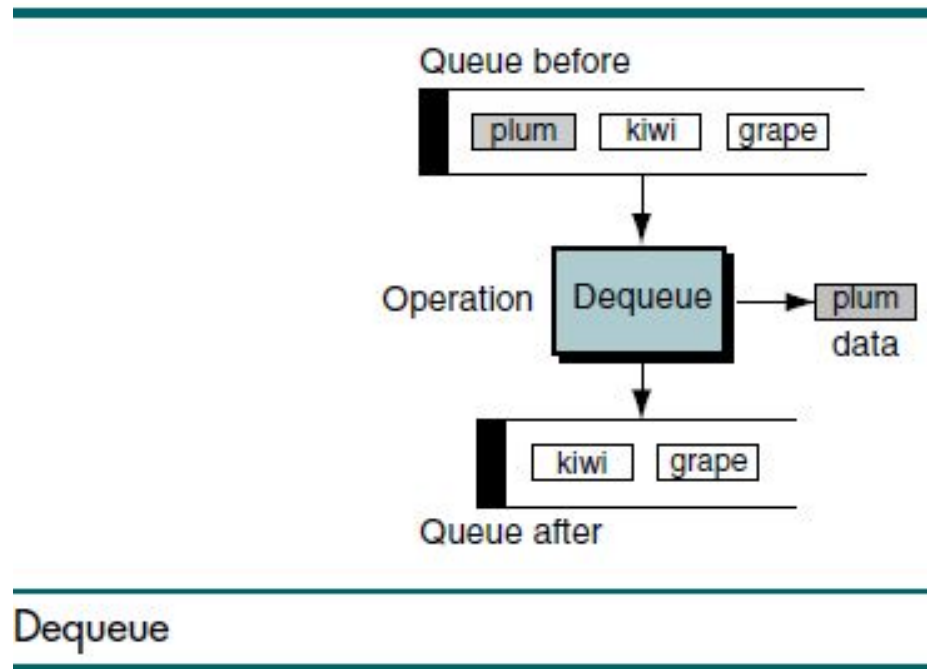 Queue before
plum kiwi grape
Operation Dequeue plum
data
kiwi grape
Queue after
Dequeue